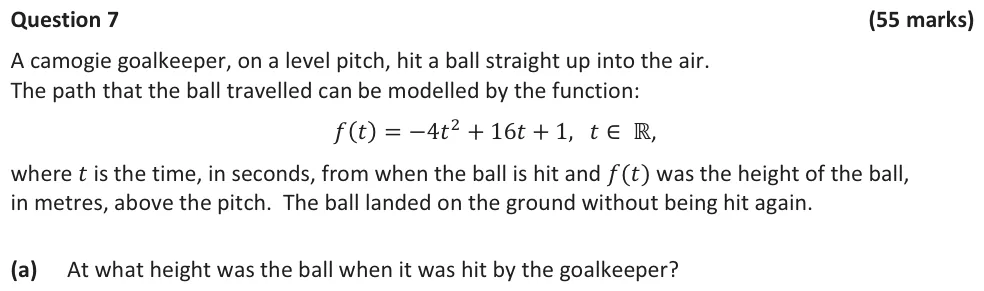 Question 7 (55 marks)
A camogie goalkeeper, on a level pitch, hit a ball straight up into the air.
The path that the ball travelled can be modelled by the function:
f(t) = −4t² + 16t + 1, t ∈ ℝ,
where t is the time, in seconds, from when the ball is hit and f(t) was the height of the ball,
in metres, above the pitch. The ball landed on the ground without being hit again.
(a) At what height was the ball when it was hit by the goalkeeper?